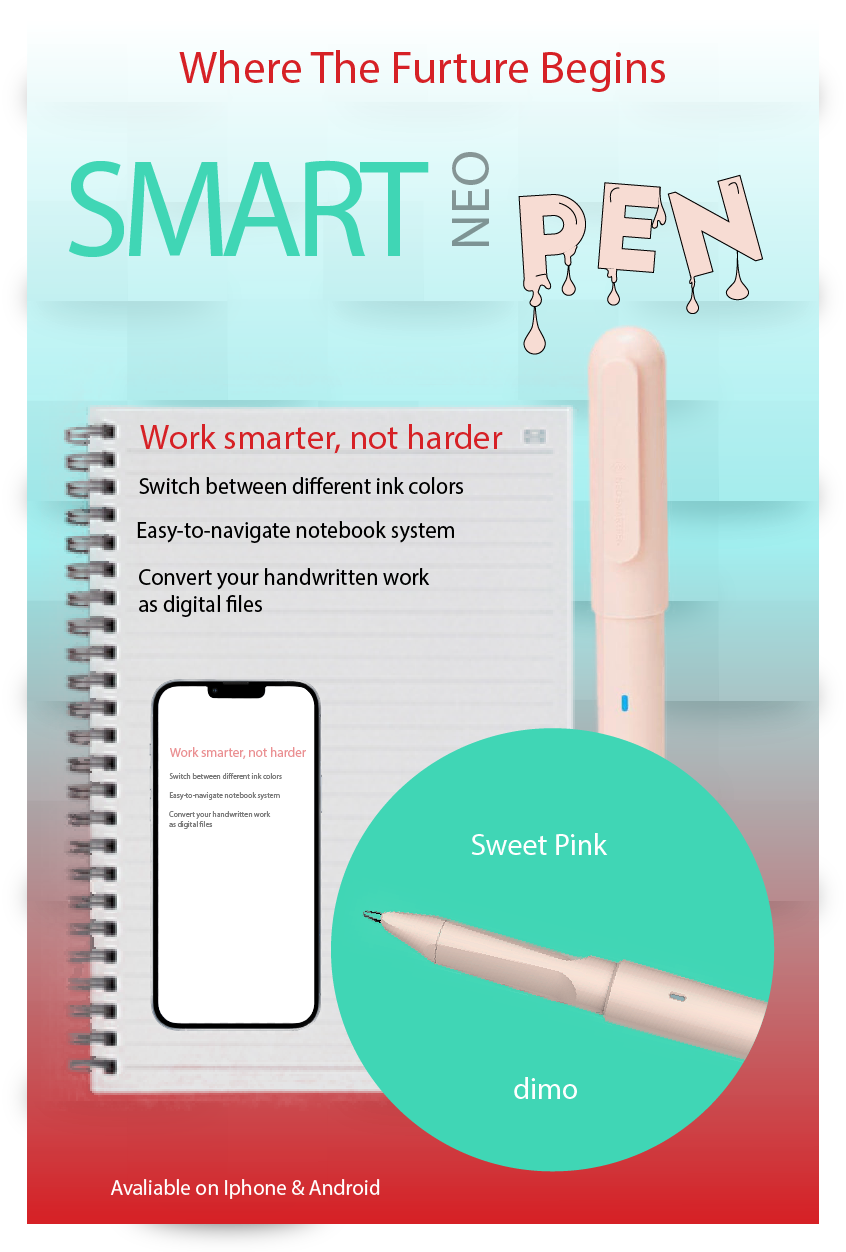 Where The Furture Begins
SMART
NEO
PEN
Work smarter, not harder
Switch between different ink colors
Easy-to-navigate notebook system
Convert your handwritten work
as digital files
Work smarter, not harder
Switch between different ink colors
Easy-to-navigate notebook system
Convert your handwritten work
as digital files
Sweet Pink
dimo
Avaliable on Iphone & Android